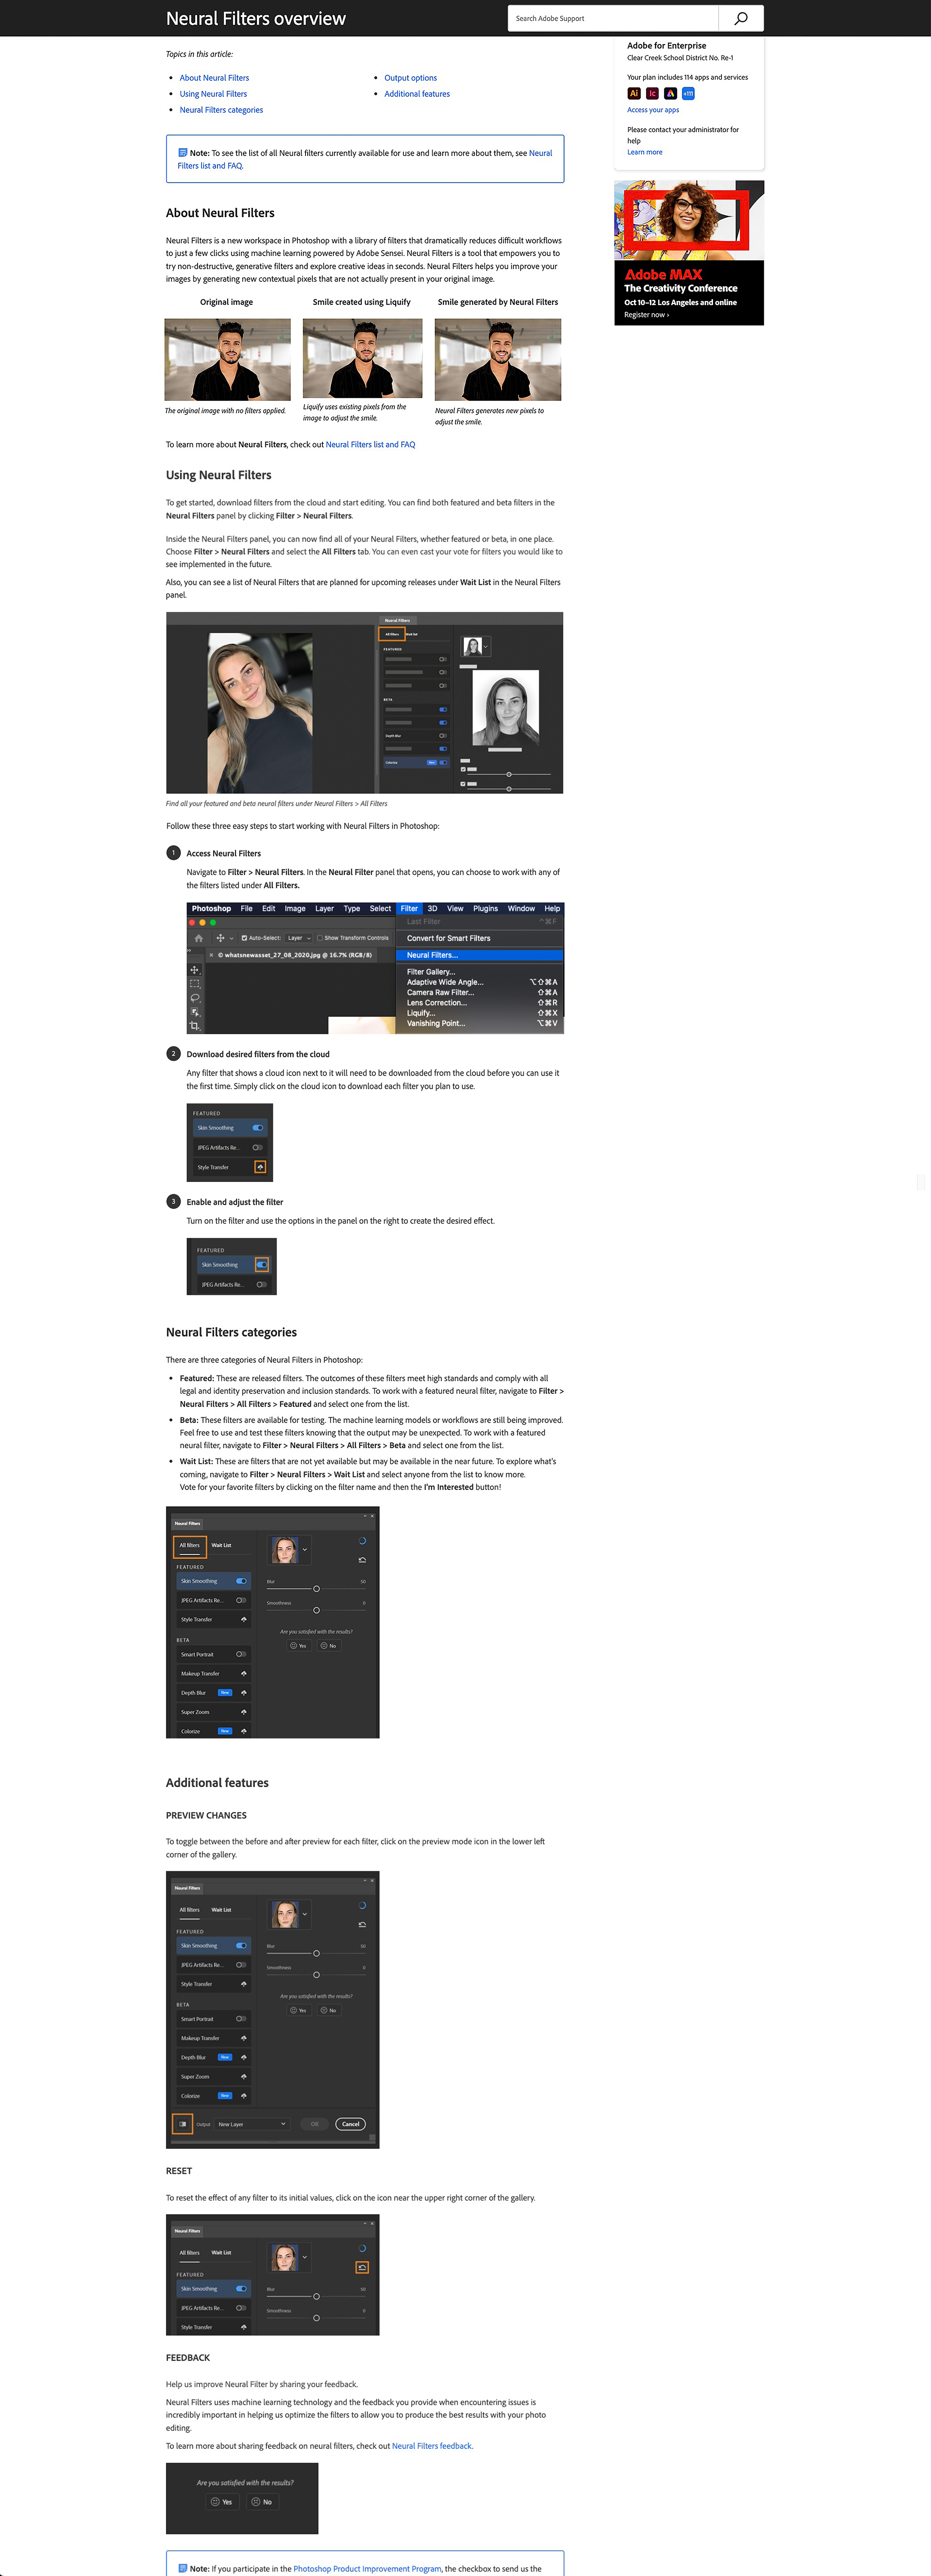 Neural Filters overview
Search Adobe Support
Topics in this article:
About Neural Filters
Using Neural Filters
Neural Filters categories
Output options
Additional features
Adobe for Enterprise
Clear Creek School District No. Re-1
Your plan includes 114 apps and services
Ai
Ic
+111
Access your apps
Please contact your administrator for
help
Learn more
Note: To see the list of all Neural filters currently available for use and learn more about them, see Neural
Filters list and FAQ.
Adobe MAX
The Creativity Conference
Oct 10–12 Los Angeles and online
Register now ›
About Neural Filters
Neural Filters is a new workspace in Photoshop with a library of filters that dramatically reduces difficult workflows
to just a few clicks using machine learning powered by Adobe Sensei. Neural Filters is a tool that empowers you to
try non-destructive, generative filters and explore creative ideas in seconds. Neural Filters helps you improve your
images by generating new contextual pixels that are not actually present in your original image.
Original image
Smile created using Liquify
Smile generated by Neural Filters
The original image with no filters applied.
Liquify uses existing pixels from the
image to adjust the smile.
Neural Filters generates new pixels to
adjust the smile.
To learn more about Neural Filters, check out Neural Filters list and FAQ
Using Neural Filters
To get started, download filters from the cloud and start editing. You can find both featured and beta filters in the
Neural Filters panel by clicking Filter > Neural Filters.
Inside the Neural Filters panel, you can now find all of your Neural Filters, whether featured or beta, in one place.
Choose Filter > Neural Filters and select the All Filters tab. You can even cast your vote for filters you would like to
see implemented in the future.
Also, you can see a list of Neural Filters that are planned for upcoming releases under Wait List in the Neural Filters
panel.
Neural Filters
All filters Wait list
FEATURED
BETA
Depth Blur
Colorize New
Find all your featured and beta neural filters under Neural Filters > All Filters
Follow these three easy steps to start working with Neural Filters in Photoshop:
1 Access Neural Filters
Navigate to Filter > Neural Filters. In the Neural Filter panel that opens, you can choose to work with any of
the filters listed under All Filters.
Photoshop File Edit Image Layer Type Select Filter 3D View Plugins Window Help
Last Filter ⌃⌘F
Auto-Select: Layer Show Transform Controls
Convert for Smart Filters
© whatsnewasset_27_08_2020.jpg @ 16.7% (RGB/8)
Neural Filters...
Filter Gallery...
Adaptive Wide Angle... ⌥⇧⌘A
Camera Raw Filter... ⇧⌘A
Lens Correction... ⇧⌘R
Liquify... ⇧⌘X
Vanishing Point... ⌥⌘V
2 Download desired filters from the cloud
Any filter that shows a cloud icon next to it will need to be downloaded from the cloud before you can use it
the first time. Simply click on the cloud icon to download each filter you plan to use.
FEATURED
Skin Smoothing
JPEG Artifacts Re...
Style Transfer
3 Enable and adjust the filter
Turn on the filter and use the options in the panel on the right to create the desired effect.
FEATURED
Skin Smoothing
JPEG Artifacts Re...
Neural Filters categories
There are three categories of Neural Filters in Photoshop:
Featured: These are released filters. The outcomes of these filters meet high standards and comply with all
legal and identity preservation and inclusion standards. To work with a featured neural filter, navigate to Filter >
Neural Filters > All Filters > Featured and select one from the list.
Beta: These filters are available for testing. The machine learning models or workflows are still being improved.
Feel free to use and test these filters knowing that the output may be unexpected. To work with a featured
neural filter, navigate to Filter > Neural Filters > All Filters > Beta and select one from the list.
Wait List: These are filters that are not yet available but may be available in the near future. To explore what's
coming, navigate to Filter > Neural Filters > Wait List and select anyone from the list to know more.
Vote for your favorite filters by clicking on the filter name and then the I'm Interested button!
Neural Filters
All filters Wait List
FEATURED
Skin Smoothing
JPEG Artifacts Re...
Style Transfer
BETA
Smart Portrait
Makeup Transfer
Depth Blur New
Super Zoom
Colorize New
Blur 50
Smoothness 0
Are you satisfied with the results?
Yes No
Additional features
PREVIEW CHANGES
To toggle between the before and after preview for each filter, click on the preview mode icon in the lower left
corner of the gallery.
Neural Filters
All filters Wait List
FEATURED
Skin Smoothing
JPEG Artifacts Re...
Style Transfer
BETA
Smart Portrait
Makeup Transfer
Depth Blur New
Super Zoom
Colorize New
Blur 50
Smoothness 0
Are you satisfied with the results?
Yes No
Output New Layer OK Cancel
RESET
To reset the effect of any filter to its initial values, click on the icon near the upper right corner of the gallery.
Neural Filters
All filters Wait List
FEATURED
Skin Smoothing
JPEG Artifacts Re...
Style Transfer
Blur 50
Smoothness 0
FEEDBACK
Help us improve Neural Filter by sharing your feedback.
Neural Filters uses machine learning technology and the feedback you provide when encountering issues is
incredibly important in helping us optimize the filters to allow you to produce the best results with your photo
editing.
To learn more about sharing feedback on neural filters, check out Neural Filters feedback.
Are you satisfied with the results?
Yes No
Note: If you participate in the Photoshop Product Improvement Program, the checkbox to send us the